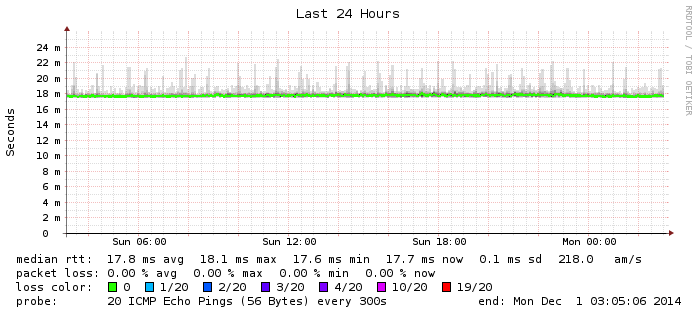 Last 24 Hours
RRDTOOL / TOBI OETIKER
Seconds
24 m
22 m
20 m
18 m
16 m
14 m
12 m
10 m
8 m
6 m
4 m
2 m
0
Sun 06:00 Sun 12:00 Sun 18:00 Mon 00:00
median rtt: 17.8 ms avg 18.1 ms max 17.6 ms min 17.7 ms now 0.1 ms sd 218.0 am/s
packet loss: 0.00 % avg 0.00 % max 0.00 % min 0.00 % now
loss color: 0 1/20 2/20 3/20 4/20 10/20 19/20
probe: 20 ICMP Echo Pings (56 Bytes) every 300s end: Mon Dec 1 03:05:06 2014